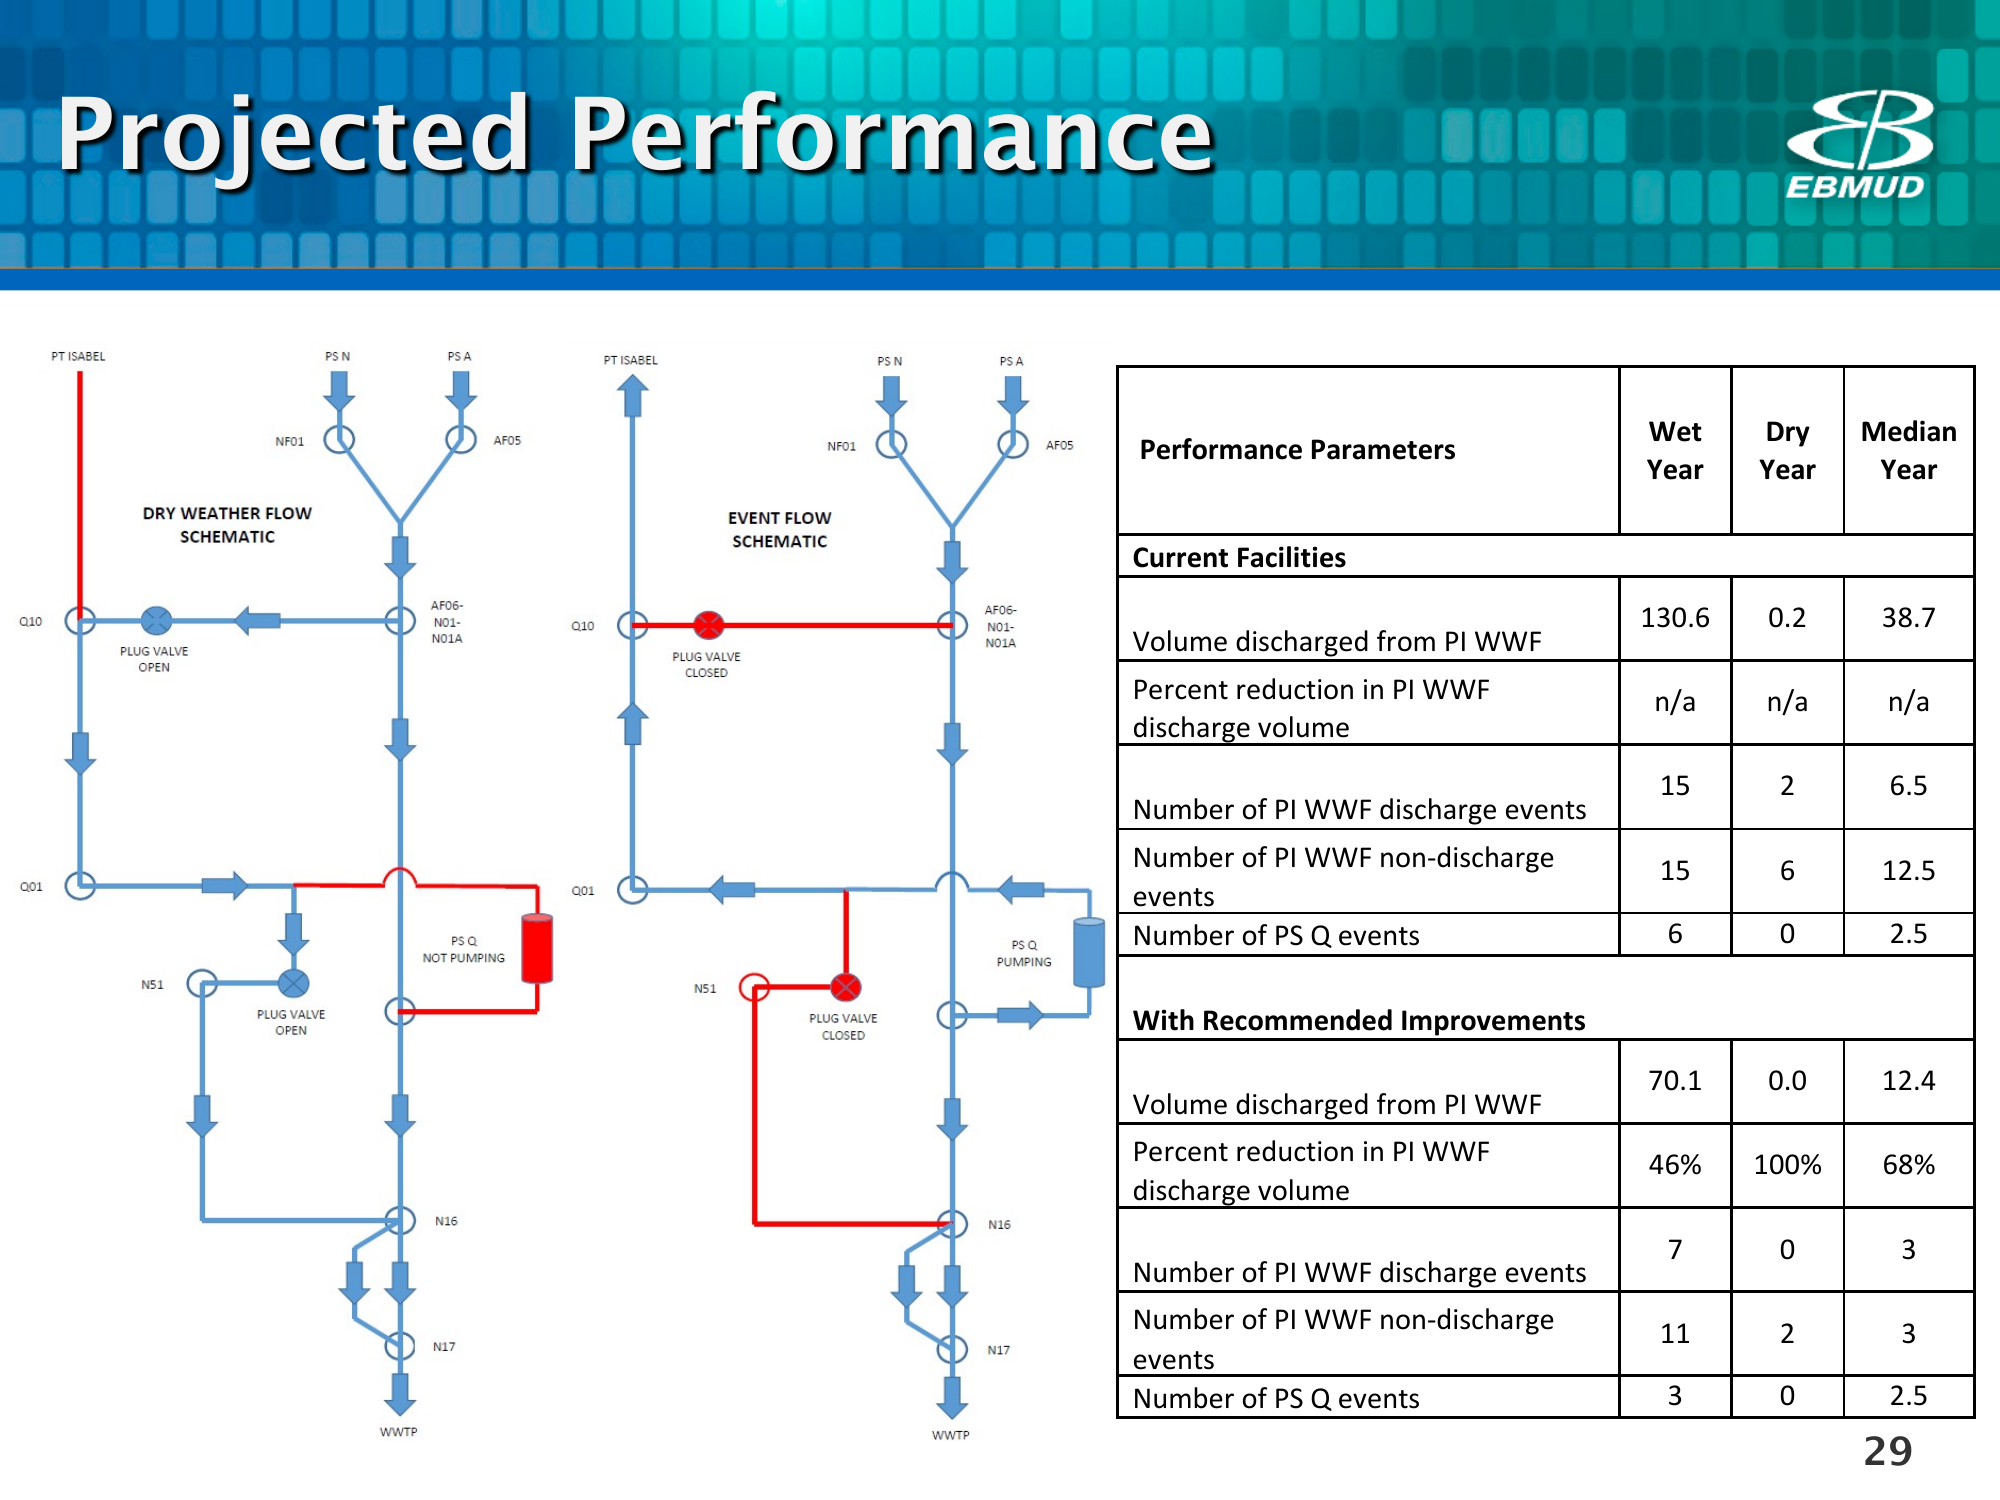 Projected Performance
EBMUD
PT ISABEL
PS N
PS A
NF01
AF05
DRY WEATHER FLOW
SCHEMATIC
Q10
PLUG VALVE
OPEN
AF06-
N01-
N01A
Q01
PS Q
NOT PUMPING
N51
PLUG VALVE
OPEN
N16
N17
WWTP
PT ISABEL
PS N
PS A
NF01
AF05
EVENT FLOW
SCHEMATIC
Q10
PLUG VALVE
CLOSED
AF06-
N01-
N01A
Q01
PS Q
PUMPING
N51
PLUG VALVE
CLOSED
N16
N17
WWTP
Performance Parameters Wet Year Dry Year Median Year
Current Facilities
Volume discharged from PI WWF 130.6 0.2 38.7
Percent reduction in PI WWF
discharge volume n/a n/a n/a
Number of PI WWF discharge events 15 2 6.5
Number of PI WWF non-discharge
events 15 6 12.5
Number of PS Q events 6 0 2.5
With Recommended Improvements
Volume discharged from PI WWF 70.1 0.0 12.4
Percent reduction in PI WWF
discharge volume 46% 100% 68%
Number of PI WWF discharge events 7 0 3
Number of PI WWF non-discharge
events 11 2 3
Number of PS Q events 3 0 2.5
29